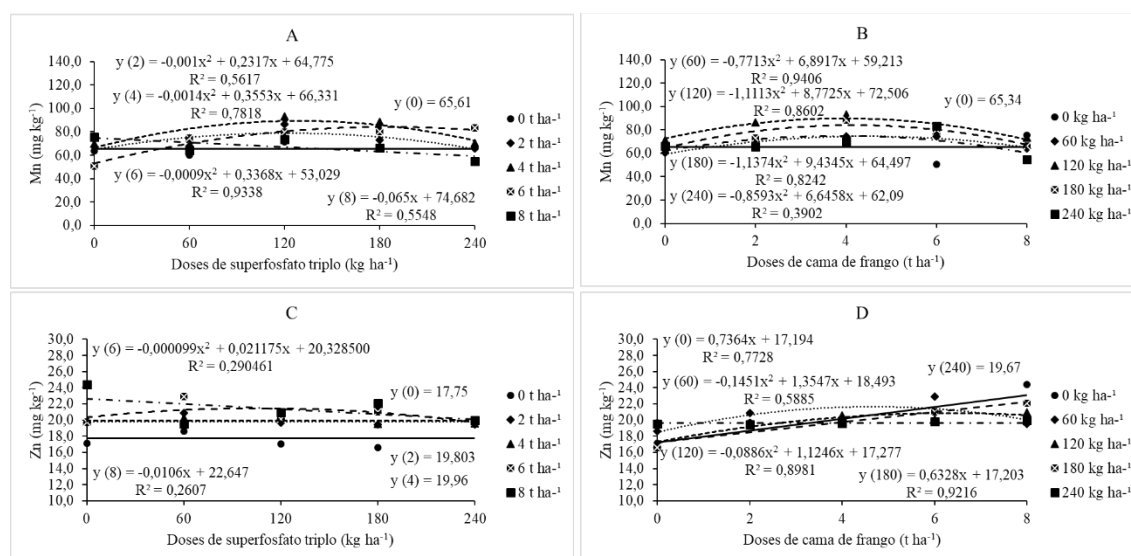 A
y (2) = -0,001x² + 0,2317x + 64,775
R² = 0,5617
y (4) = -0,0014x² + 0,3553x + 66,331
R² = 0,7818
y (0) = 65,61
y (6) = -0,0009x² + 0,3368x + 53,029
R² = 0,9338
y (8) = -0,065x + 74,682
R² = 0,5548
Mn (mg kg⁻¹)
140,0
120,0
100,0
80,0
60,0
40,0
20,0
0,0
0 60 120 180 240
Doses de superfosfato triplo (kg ha⁻¹)
0 t ha⁻¹
2 t ha⁻¹
4 t ha⁻¹
6 t ha⁻¹
8 t ha⁻¹
B
y (60) = -0,7713x² + 6,8917x + 59,213
R² = 0,9406
y (120) = -1,1113x² + 8,7725x + 72,506
R² = 0,8602
y (0) = 65,34
y (180) = -1,1374x² + 9,4345x + 64,497
R² = 0,8242
y (240) = -0,8593x² + 6,6458x + 62,09
R² = 0,3902
Mn (mg kg⁻¹)
140,0
120,0
100,0
80,0
60,0
40,0
20,0
0,0
0 2 4 6 8
Doses de cama de frango (t ha⁻¹)
0 kg ha⁻¹
60 kg ha⁻¹
120 kg ha⁻¹
180 kg ha⁻¹
240 kg ha⁻¹
C
y (6) = -0,000099x² + 0,021175x + 20,328500
R² = 0,290461
y (0) = 17,75
y (8) = -0,0106x + 22,647
R² = 0,2607
y (2) = 19,803
y (4) = 19,96
Zn (mg kg⁻¹)
30,0
28,0
26,0
24,0
22,0
20,0
18,0
16,0
14,0
12,0
10,0
0 60 120 180 240
Doses de superfosfato triplo (kg ha⁻¹)
0 t ha⁻¹
2 t ha⁻¹
4 t ha⁻¹
6 t ha⁻¹
8 t ha⁻¹
D
y (0) = 0,7364x + 17,194
R² = 0,7728
y (240) = 19,67
y (60) = -0,1451x² + 1,3547x + 18,493
R² = 0,5885
y (120) = -0,0886x² + 1,1246x + 17,277
R² = 0,8981
y (180) = 0,6328x + 17,203
R² = 0,9216
Zn (mg kg⁻¹)
30,0
28,0
26,0
24,0
22,0
20,0
18,0
16,0
14,0
12,0
10,0
0 2 4 6 8
Doses de cama de frango (t ha⁻¹)
0 kg ha⁻¹
60 kg ha⁻¹
120 kg ha⁻¹
180 kg ha⁻¹
240 kg ha⁻¹